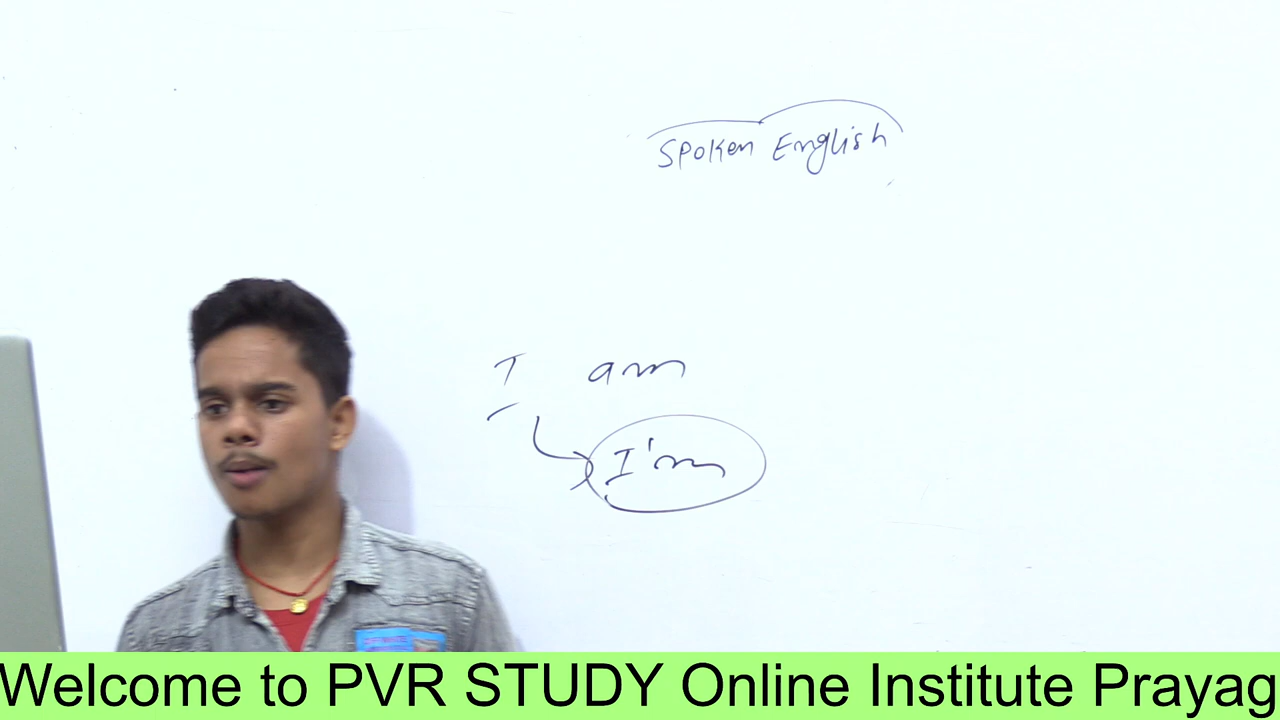 Spoken English
I am
I'm
Welcome to PVR STUDY Online Institute Prayag